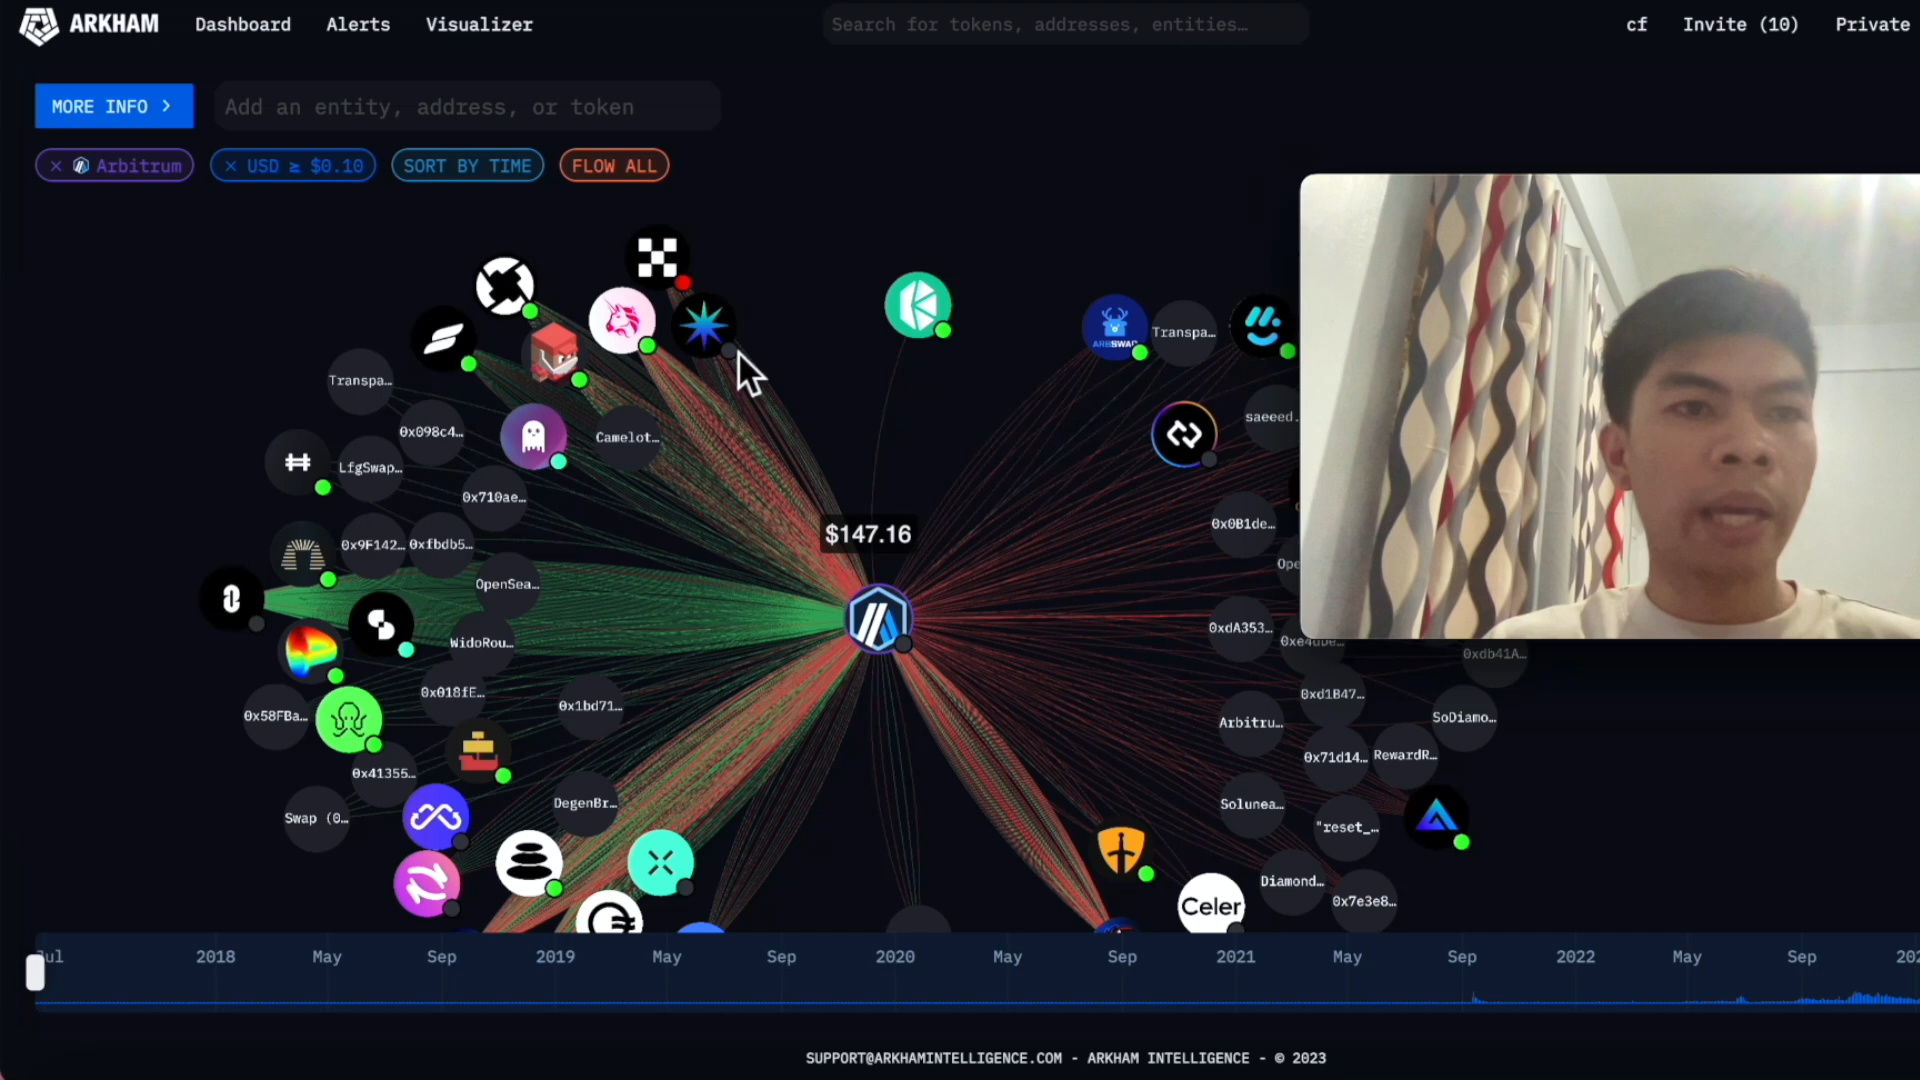 ARKHAM
Dashboard
Alerts
Visualizer
Search for tokens, addresses, entities…
cf
Invite (10)
Private
MORE INFO >
Add an entity, address, or token
× Arbitrum
× USD ≥ $0.10
SORT BY TIME
FLOW ALL
ARBSWAP
Transpa…
Transpa…
saeeed.
0x098c4…
Camelot…
LfgSwap…
0x710ae…
$147.16
0x0B1de…
0x9F142…
0xfbdb5…
Ope
OpenSea…
WidoRou…
0xdA353…
0xe4dbe…
0xdb41A…
0x018fE…
0xd1B47…
0x58FBa…
0x1bd71…
Arbitru…
SoDiamo…
0x71d14…
RewardR…
0x41355…
DegenBr…
Solunea…
Swap (0…
"reset_…
Diamond…
0x7e3e8…
Celer
2018
May
Sep
2019
May
Sep
2020
May
Sep
2021
May
Sep
2022
May
Sep
SUPPORT@ARKHAMINTELLIGENCE.COM - ARKHAM INTELLIGENCE - © 2023